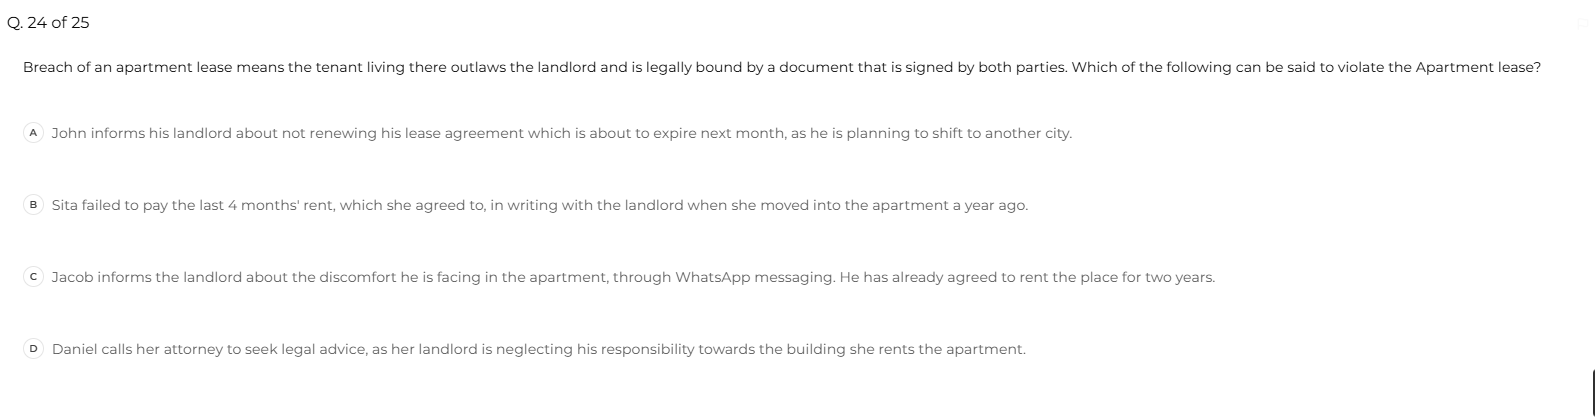 Q. 24 of 25
Breach of an apartment lease means the tenant living there outlaws the landlord and is legally bound by a document that is signed by both parties. Which of the following can be said to violate the Apartment lease?
A John informs his landlord about not renewing his lease agreement which is about to expire next month, as he is planning to shift to another city.
B Sita failed to pay the last 4 months' rent, which she agreed to, in writing with the landlord when she moved into the apartment a year ago.
C Jacob informs the landlord about the discomfort he is facing in the apartment, through WhatsApp messaging. He has already agreed to rent the place for two years.
D Daniel calls her attorney to seek legal advice, as her landlord is neglecting his responsibility towards the building she rents the apartment.